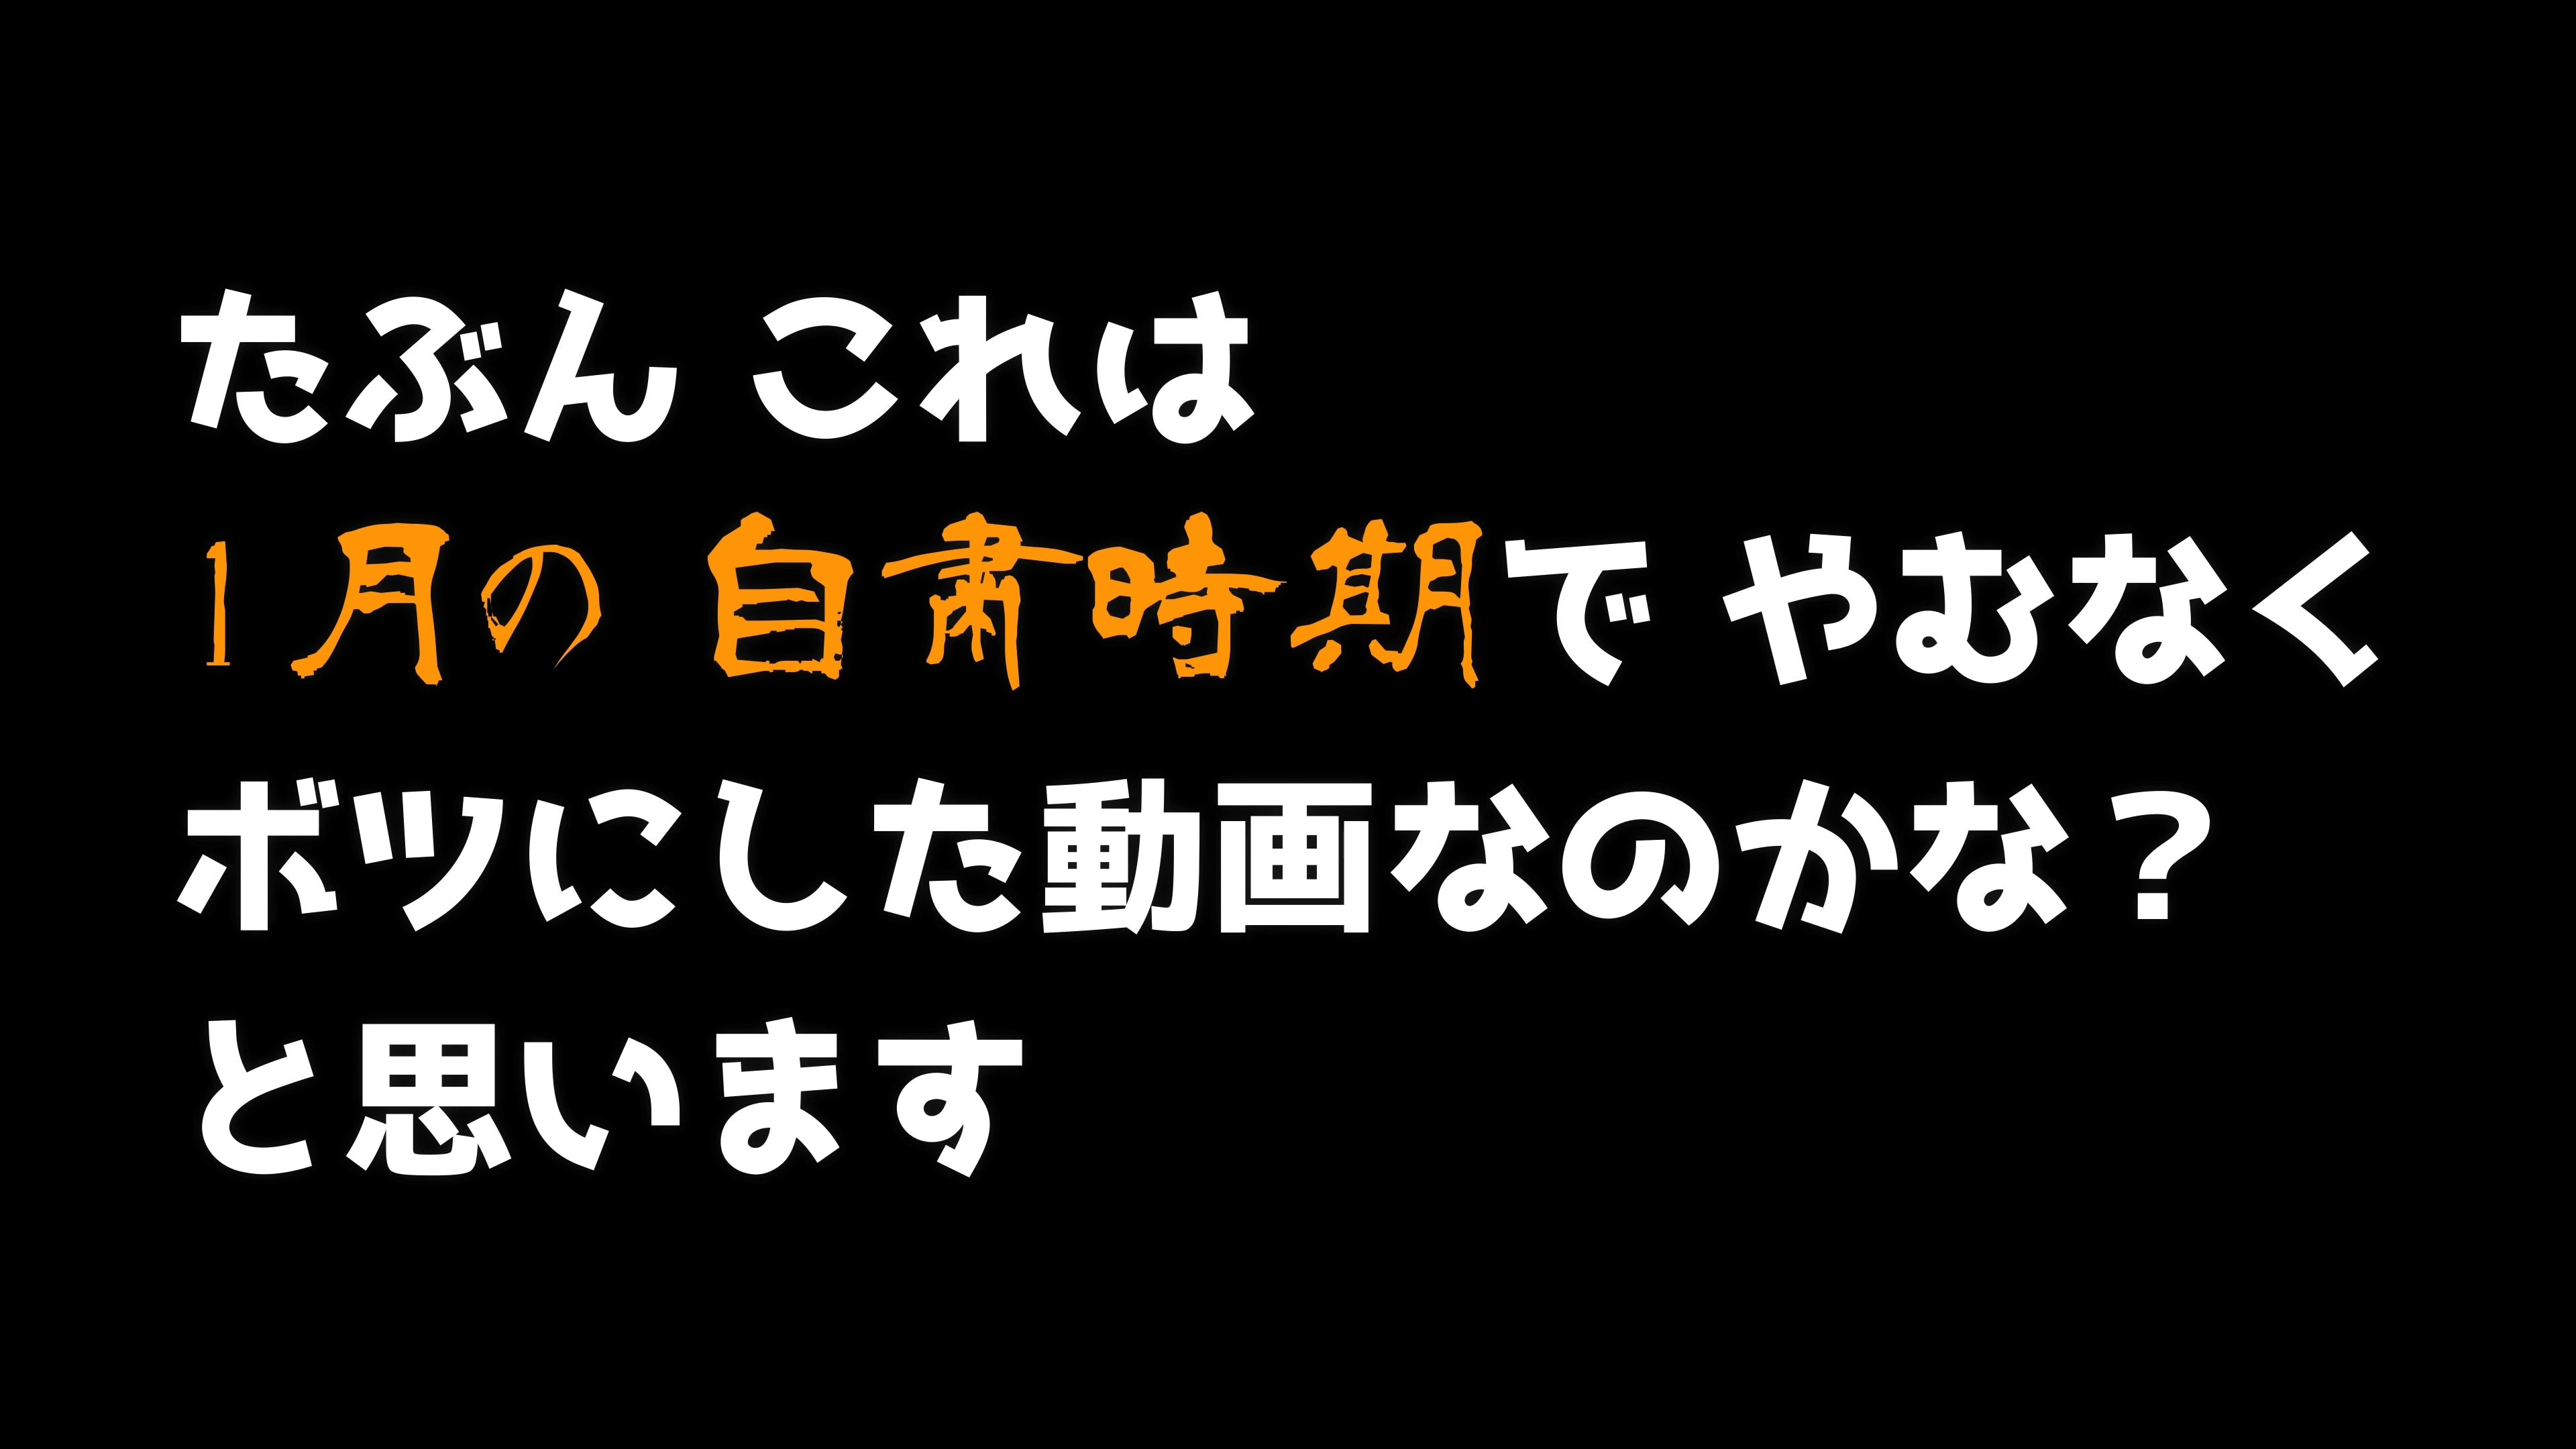 たぶん これは
1月の 自粛時期で やむなく
ボツにした動画なのかな？
と思います